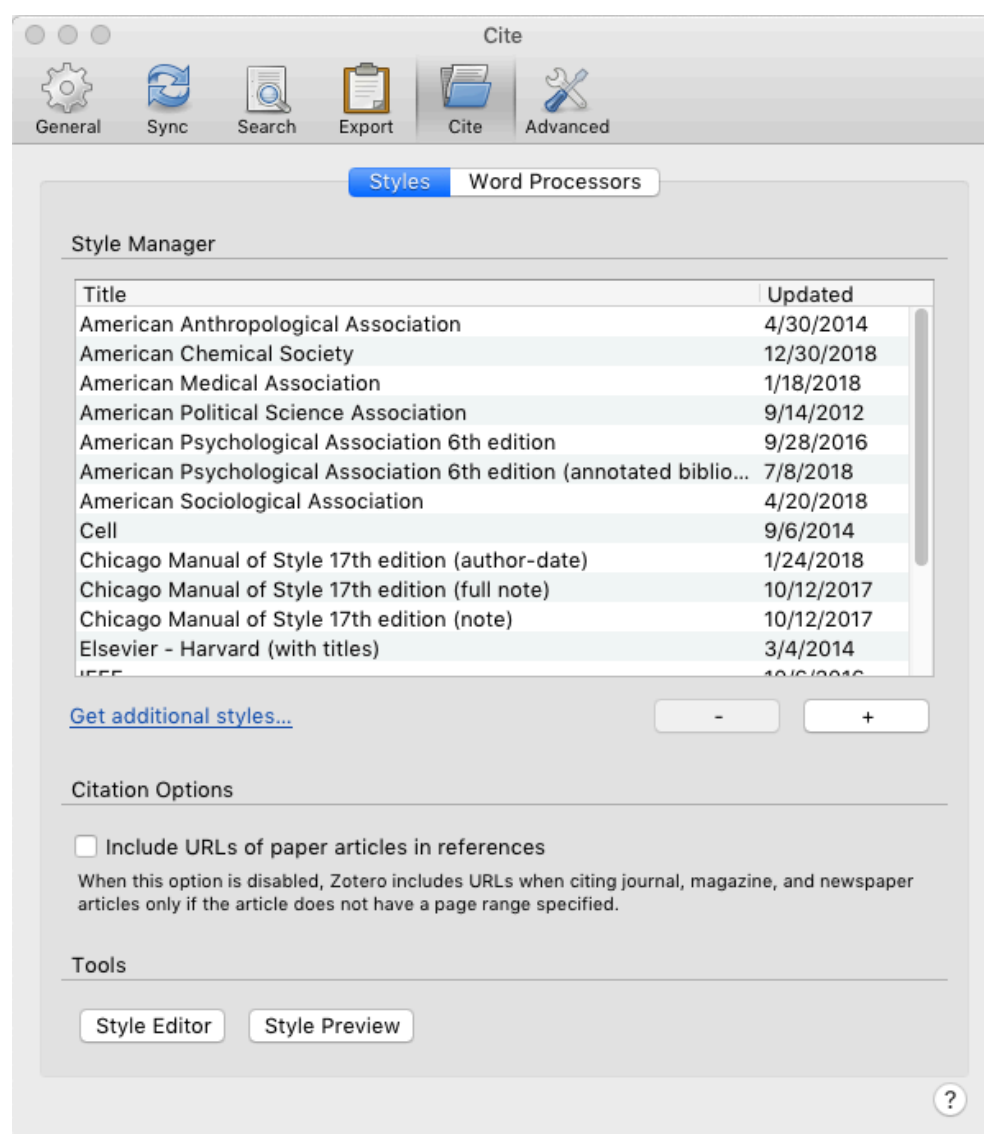 Cite
General Sync Search Export Cite Advanced
Styles Word Processors
Style Manager
Title Updated
American Anthropological Association 4/30/2014
American Chemical Society 12/30/2018
American Medical Association 1/18/2018
American Political Science Association 9/14/2012
American Psychological Association 6th edition 9/28/2016
American Psychological Association 6th edition (annotated biblio... 7/8/2018
American Sociological Association 4/20/2018
Cell 9/6/2014
Chicago Manual of Style 17th edition (author-date) 1/24/2018
Chicago Manual of Style 17th edition (full note) 10/12/2017
Chicago Manual of Style 17th edition (note) 10/12/2017
Elsevier - Harvard (with titles) 3/4/2014
Get additional styles... - +
Citation Options
Include URLs of paper articles in references
When this option is disabled, Zotero includes URLs when citing journal, magazine, and newspaper
articles only if the article does not have a page range specified.
Tools
Style Editor Style Preview
?